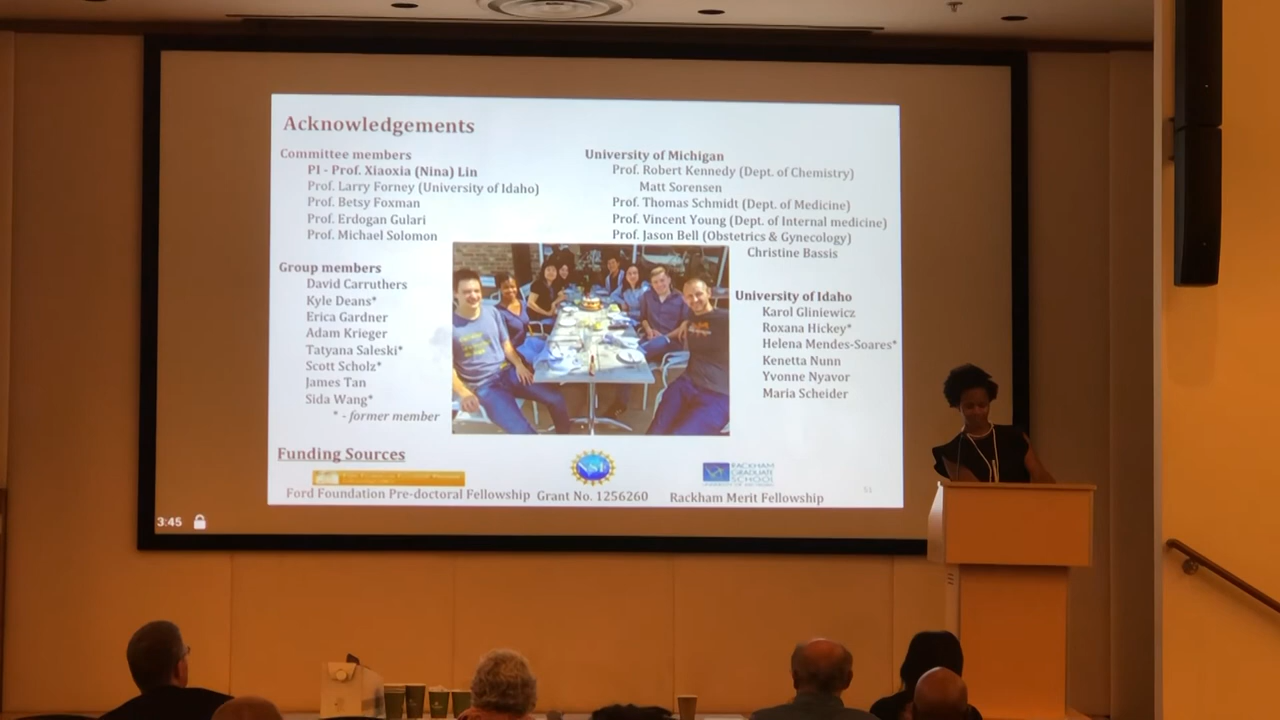 Acknowledgements
Committee members
PI - Prof. Xiaoxia (Nina) Lin
Prof. Larry Forney (University of Idaho)
Prof. Betsy Foxman
Prof. Erdogan Gulari
Prof. Michael Solomon
Group members
David Carruthers
Kyle Deans*
Erica Gardner
Adam Krieger
Tatyana Saleski*
Scott Scholz*
James Tan
Sida Wang*
* - former member
University of Michigan
Prof. Robert Kennedy (Dept. of Chemistry)
Matt Sorensen
Prof. Thomas Schmidt (Dept. of Medicine)
Prof. Vincent Young (Dept. of Internal medicine)
Prof. Jason Bell (Obstetrics & Gynecology)
Christine Bassis
University of Idaho
Karol Gliniewicz
Roxana Hickey*
Helena Mendes-Soares*
Kenetta Nunn
Yvonne Nyavor
Maria Scheider
Funding Sources
NSF
RACKHAM
GRADUATE
SCHOOL
Ford Foundation Pre-doctoral Fellowship
Grant No. 1256260
Rackham Merit Fellowship
3:45